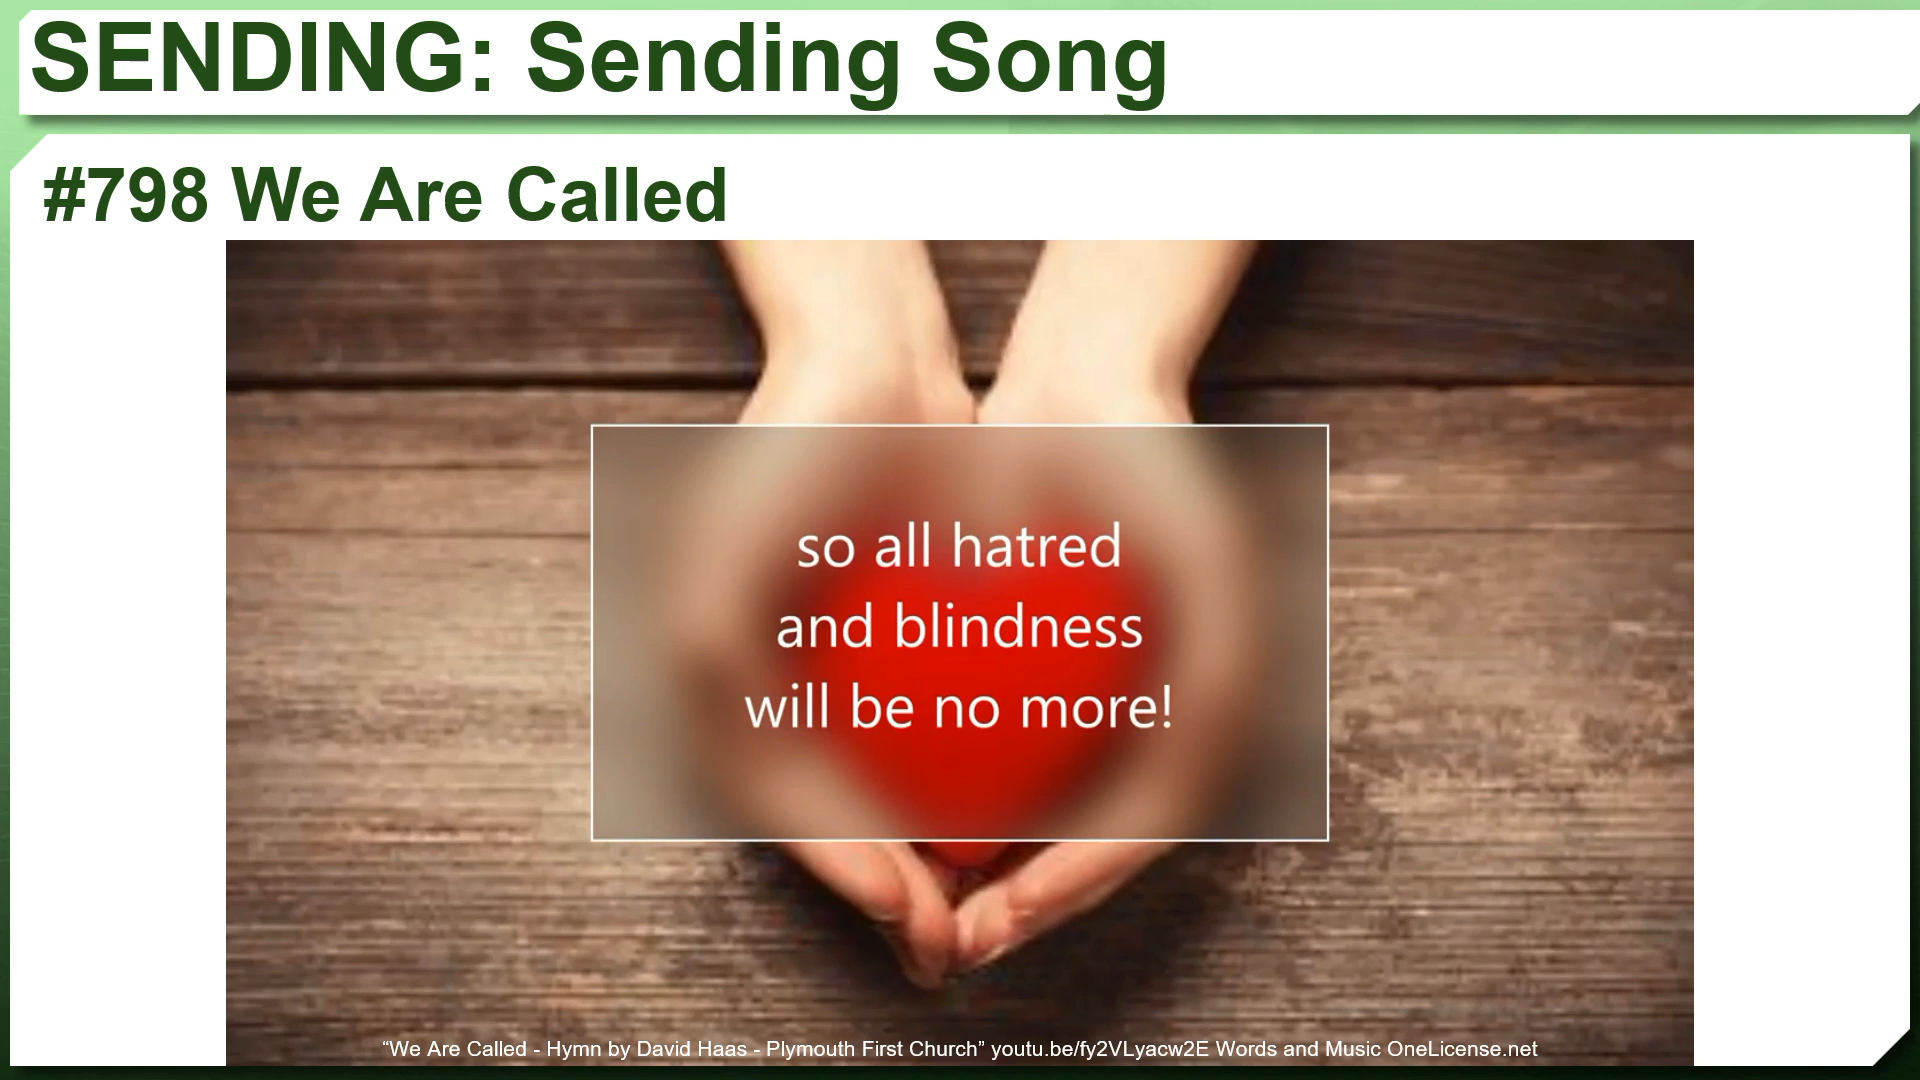 SENDING: Sending Song
#798 We Are Called
so all hatred
and blindness
will be no more!
“We Are Called - Hymn by David Haas - Plymouth First Church” youtu.be/fy2VLyacw2E Words and Music OneLicense.net